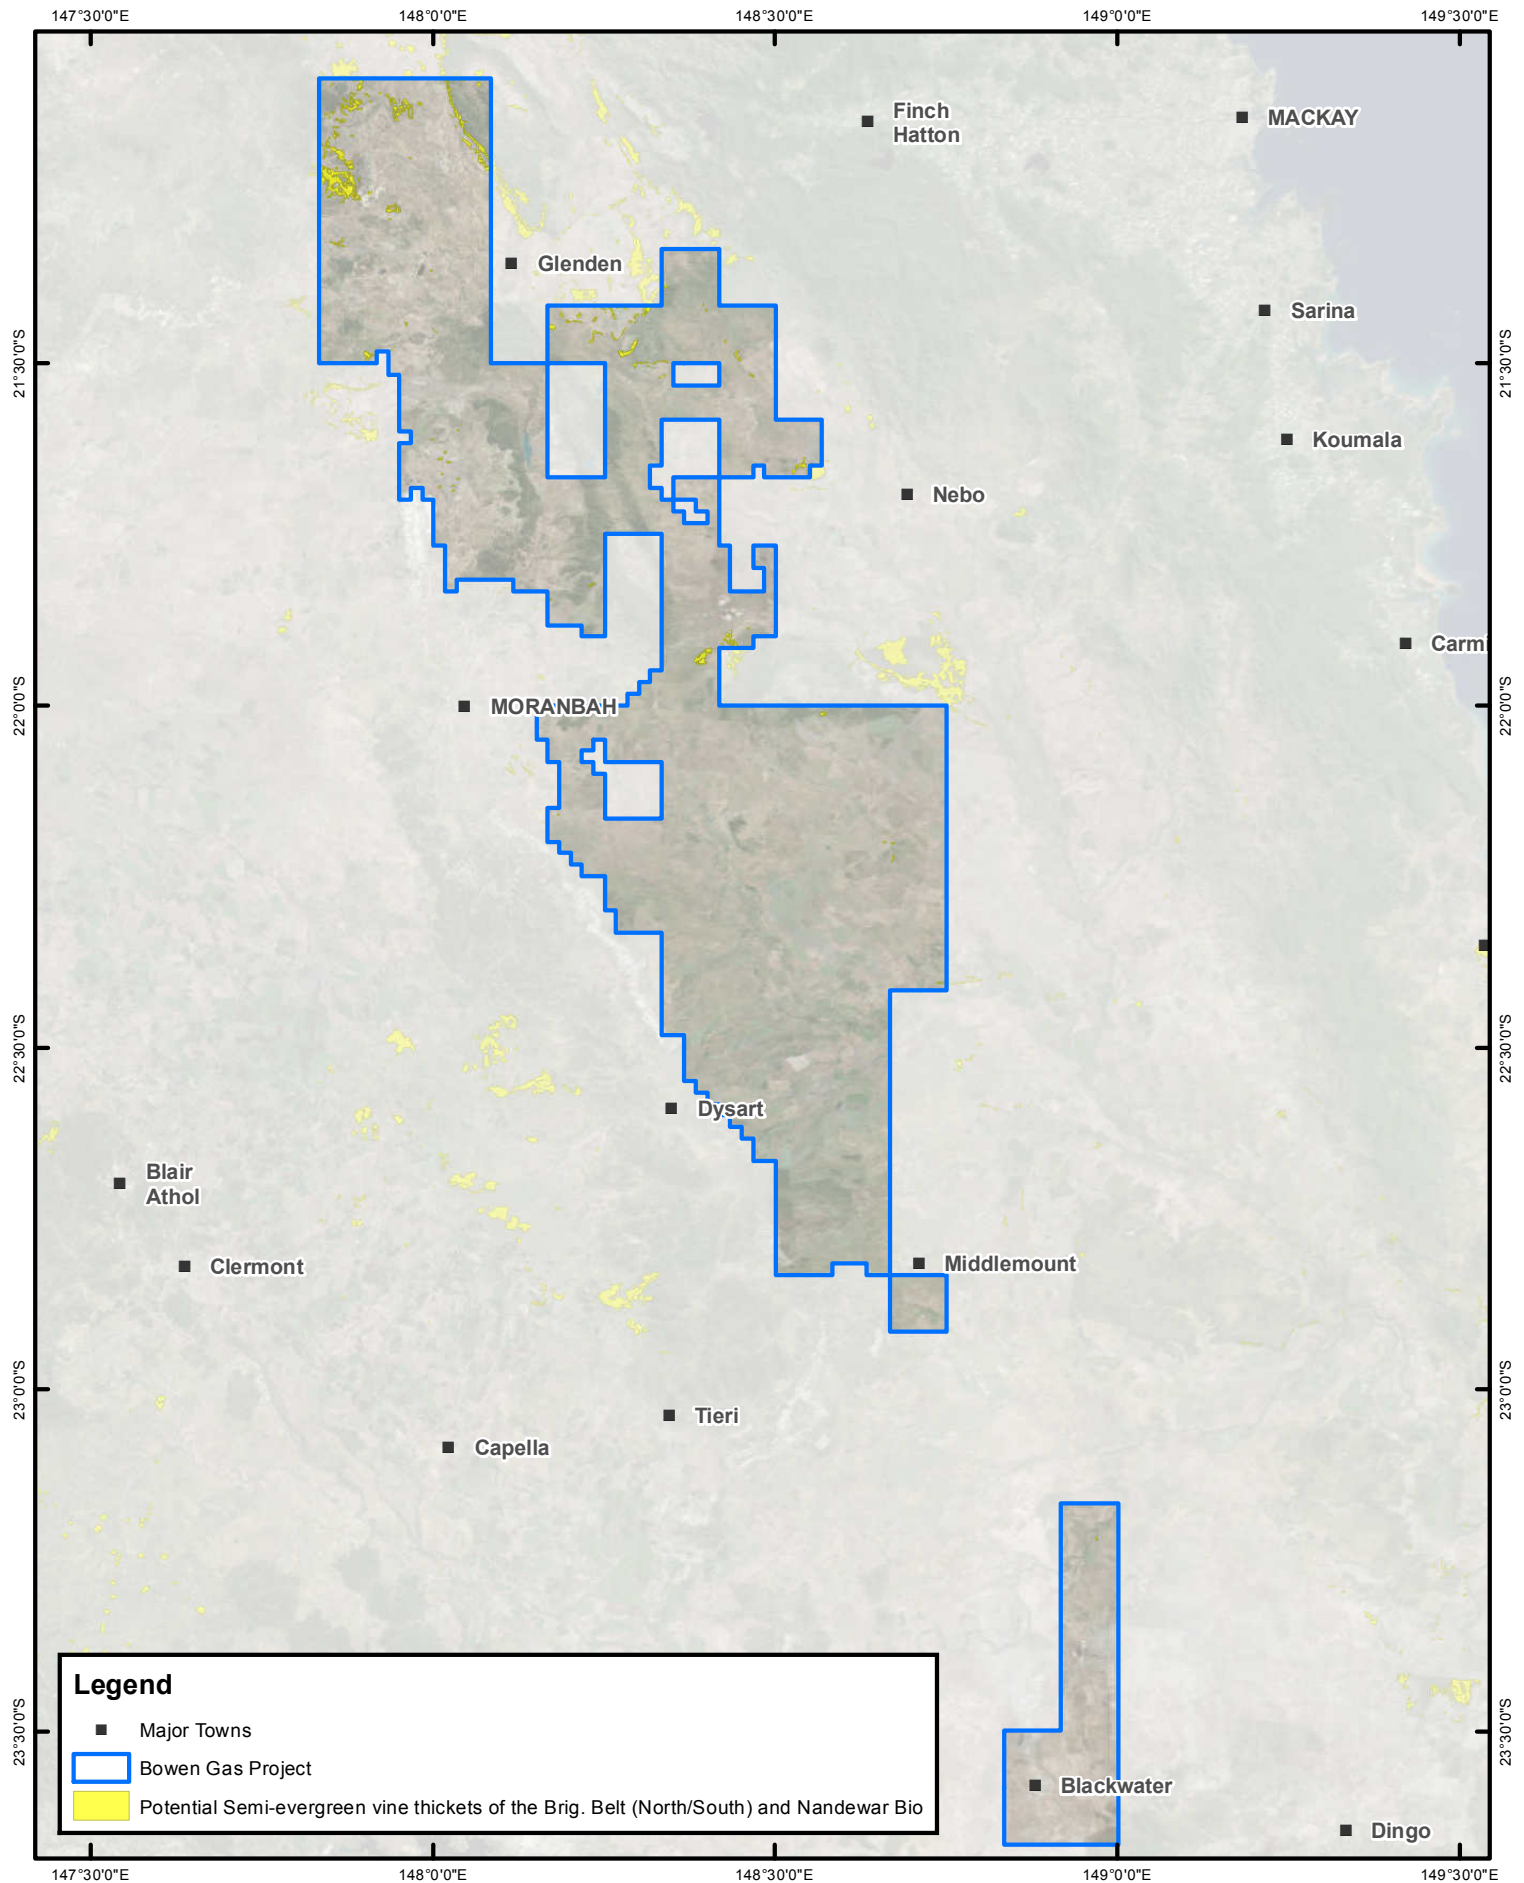 147°30'0"E
148°0'0"E
148°30'0"E
149°0'0"E
149°30'0"E
Finch
Hatton
MACKAY
Glenden
Sarina
21°30'0"S
21°30'0"S
Koumala
Nebo
Carmi
MORANBAH
22°0'0"S
22°0'0"S
22°30'0"S
22°30'0"S
Dysart
Blair
Athol
Clermont
Middlemount
23°0'0"S
23°0'0"S
Tieri
Capella
Legend
Major Towns
Bowen Gas Project
Potential Semi-evergreen vine thickets of the Brig. Belt (North/South) and Nandewar Bio
23°30'0"S
23°30'0"S
Blackwater
Dingo
147°30'0"E
148°0'0"E
148°30'0"E
149°0'0"E
149°30'0"E